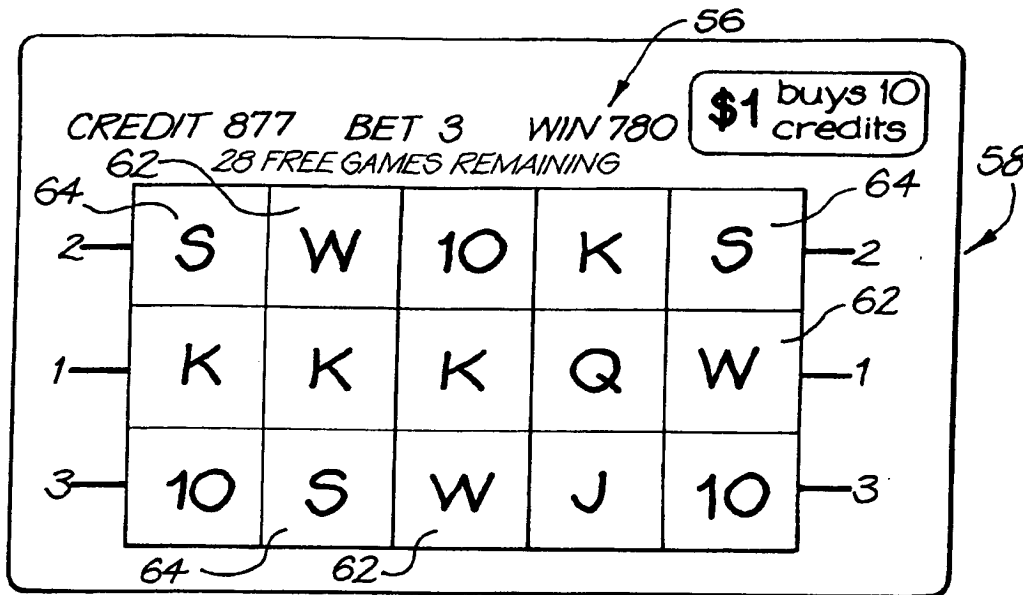 56
$1 buys 10 credits
CREDIT 877 BET 3 WIN 780
62 28 FREE GAMES REMAINING
58
64 64
2 S W 10 K S 2
62
1 K K K Q W 1
3 10 S W J 10 3
64 62